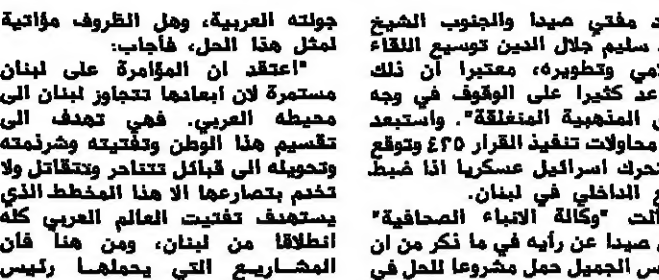 د مفتي صيدا والجنوب الشيخ
سليم جلال الدين توسيع اللقاء
امي وتطويره، معتبرا ان ذلك
عد كثيرا على الوقوف في وجه
المذهبية المنغلقة". واستبعد
محاولات تنفيذ القرار ٤٢٥ وتوقع
تحرك اسرائيل عسكريا اذا ضبط
الداخلي في لبنان.
الت "وكالة الانباء الصحافية"
صيدا عن رأيه في ما ذكر من ان
س الجميل حمل مشروعا للحل في
جولته العربية، وهل الظروف مؤاتية
لمثل هذا الحل، فأجاب:
"اعتقد ان المؤامرة على لبنان
مستمرة لان ابعادها تتجاوز لبنان الى
محيطه العربي. فهي تهدف الى
تقسيم هذا الوطن وتفتيته وشرذمته
وتحويله الى قبائل تتناحر وتتقاتل ولا
تخدم بتصارعها الا هذا المخطط الذي
يستهدف تفتيت العالم العربي كله
انطلاقا من لبنان، ومن هنا فأن
المشاريع التي يحملها رئيس